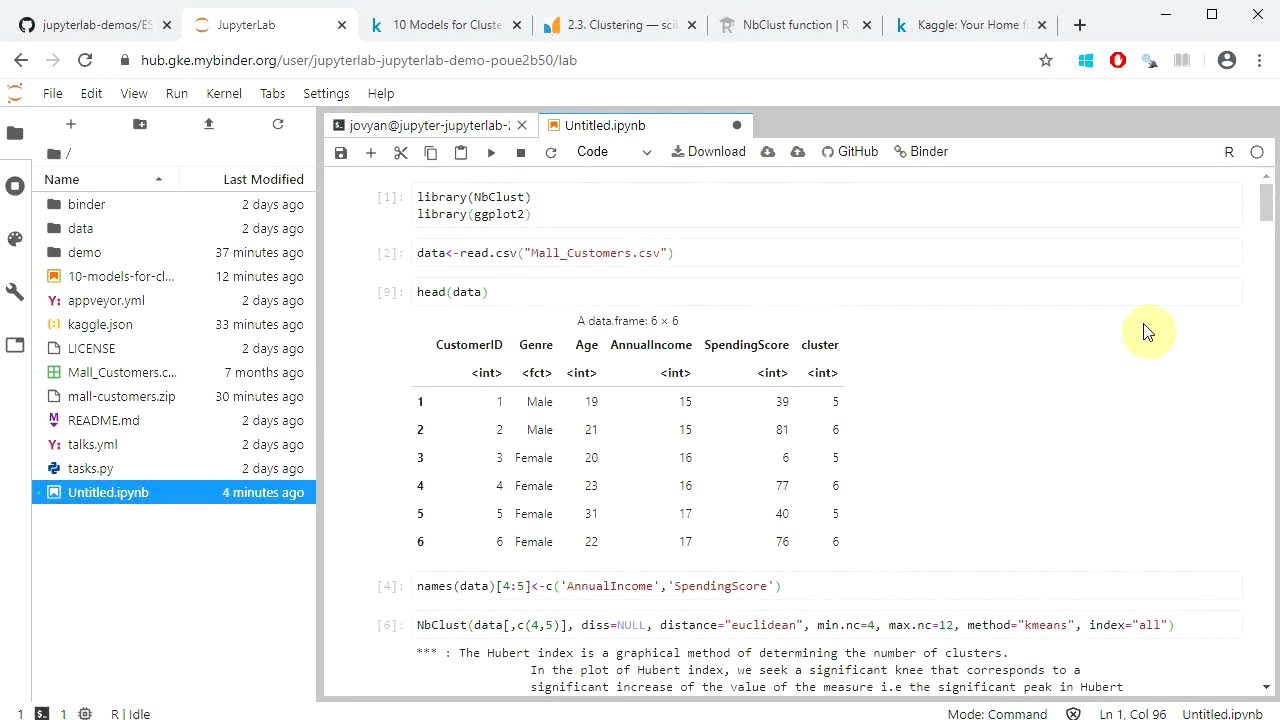 jupyterlab-demos/ES
JupyterLab
10 Models for Cluste
2.3. Clustering — sci
NbClust function | R
Kaggle: Your Home f
hub.gke.mybinder.org/user/jupyterlab-jupyterlab-demo-poue2b50/lab
File Edit View Run Kernel Tabs Settings Help
jovyan@jupyter-jupyterlab-2
Untitled.ipynb
Code Download GitHub Binder R
/
Name Last Modified
binder 2 days ago
data 2 days ago
demo 37 minutes ago
10-models-for-cl... 12 minutes ago
appveyor.yml 2 days ago
kaggle.json 33 minutes ago
LICENSE 2 days ago
Mall_Customers.c... 7 months ago
mall-customers.zip 30 minutes ago
README.md 2 days ago
talks.yml 2 days ago
tasks.py 2 days ago
Untitled.ipynb 4 minutes ago
[1]: library(NbClust)
library(ggplot2)
[2]: data<-read.csv("Mall_Customers.csv")
[9]: head(data)
A data.frame: 6 × 6
CustomerID Genre Age AnnualIncome SpendingScore cluster
<int> <fct> <int> <int> <int> <int>
1 1 Male 19 15 39 5
2 2 Male 21 15 81 6
3 3 Female 20 16 6 5
4 4 Female 23 16 77 6
5 5 Female 31 17 40 5
6 6 Female 22 17 76 6
[4]: names(data)[4:5]<-c('AnnualIncome','SpendingScore')
[6]: NbClust(data[,c(4,5)], diss=NULL, distance="euclidean", min.nc=4, max.nc=12, method="kmeans", index="all")
*** : The Hubert index is a graphical method of determining the number of clusters.
In the plot of Hubert index, we seek a significant knee that corresponds to a
significant increase of the value of the measure i.e the significant peak in Hubert
1 1 R | Idle
Mode: Command Ln 1, Col 96 Untitled.ipynb